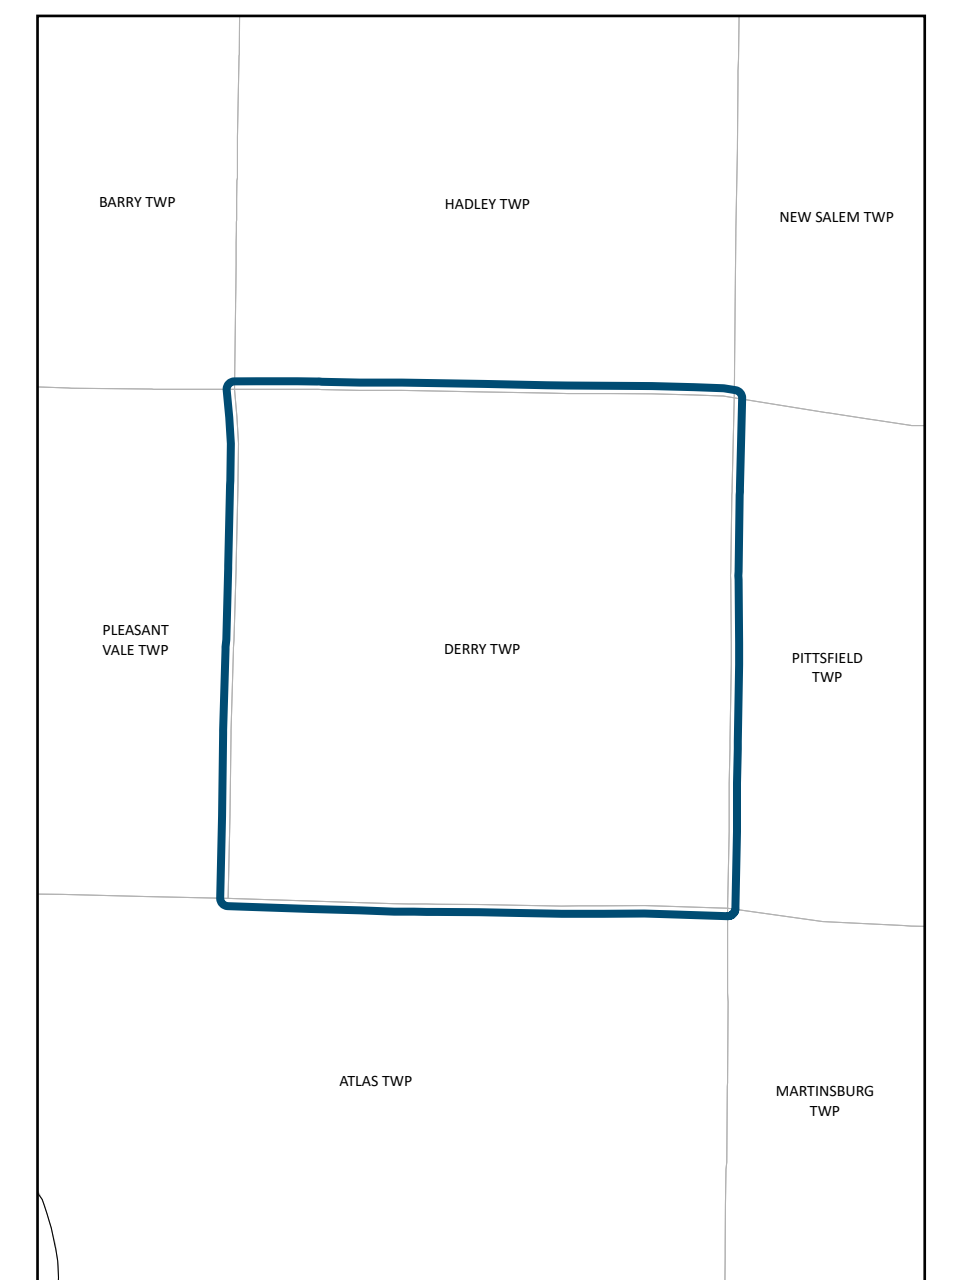 BARRY TWP
HADLEY TWP
NEW SALEM TWP
PLEASANT
VALE TWP
DERRY TWP
PITTSFIELD
TWP
ATLAS TWP
MARTINSBURG
TWP